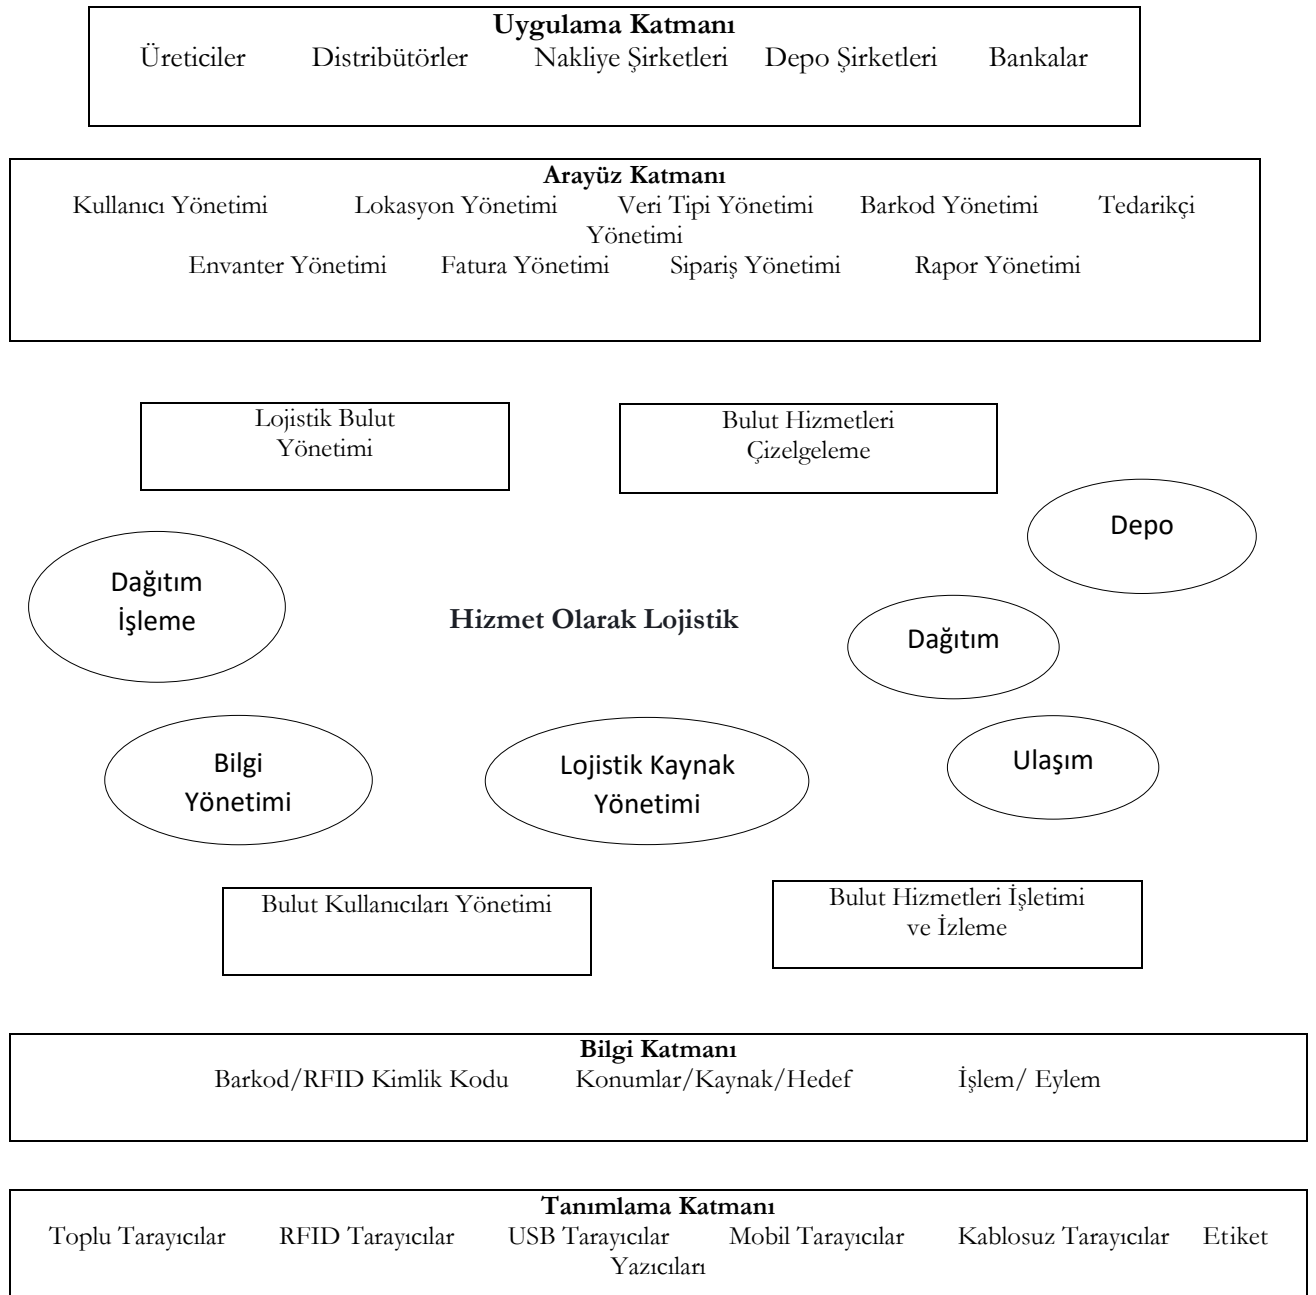 Uygulama Katmanı
Üreticiler Distribütörler Nakliye Şirketleri Depo Şirketleri Bankalar
Arayüz Katmanı
Kullanıcı Yönetimi Lokasyon Yönetimi Veri Tipi Yönetimi Barkod Yönetimi Tedarikçi
Yönetimi
Envanter Yönetimi Fatura Yönetimi Sipariş Yönetimi Rapor Yönetimi
Lojistik Bulut
Yönetimi
Bulut Hizmetleri
Çizelgeleme
Depo
Dağıtım
İşleme
Hizmet Olarak Lojistik
Dağıtım
Bilgi
Yönetimi
Lojistik Kaynak
Yönetimi
Ulaşım
Bulut Kullanıcıları Yönetimi
Bulut Hizmetleri İşletimi
ve İzleme
Bilgi Katmanı
Barkod/RFID Kimlik Kodu Konumlar/Kaynak/Hedef İşlem/ Eylem
Tanımlama Katmanı
Toplu Tarayıcılar RFID Tarayıcılar USB Tarayıcılar Mobil Tarayıcılar Kablosuz Tarayıcılar Etiket
Yazıcıları